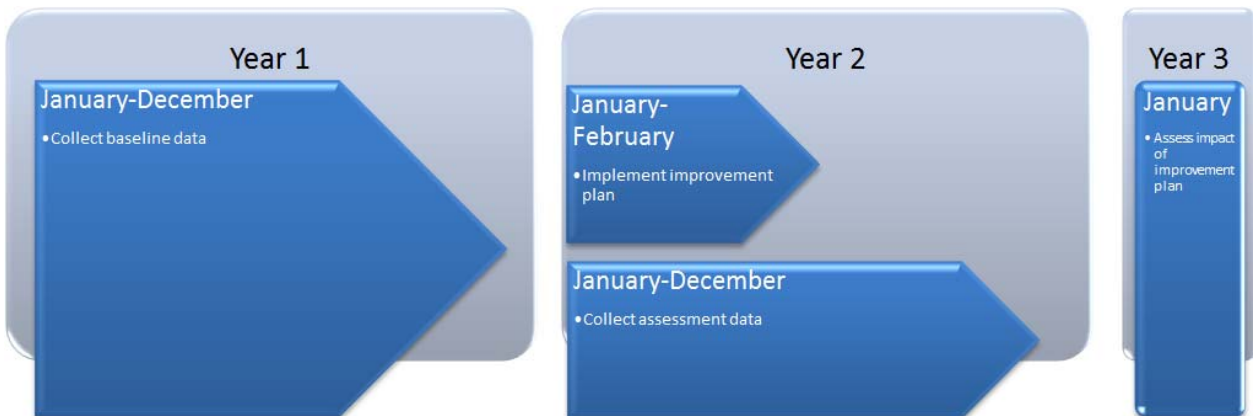 Year 1
January-December
•Collect baseline data
Year 2
January-
February
•Implement improvement
plan
January-December
•Collect assessment data
Year 3
January
•Assess impact
of
improvement
plan